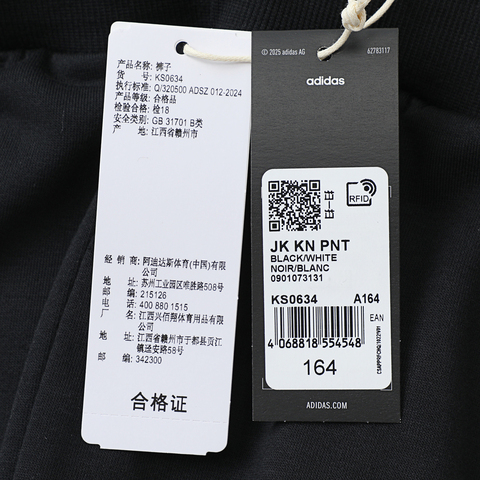 产品名称: 裤子
货 号: KS0634
执行标准: Q/320500 ADSZ 012-2024
产品等级: 合格品
检验合格: 检18
安全类别: GB 31701 B类
产 地: 江西省赣州市
经 销 商: 阿迪达斯体育(中国)有限
公司
地 址: 苏州工业园区唯胜路508号
邮 编: 215126
电 话: 400 880 1515
厂 名: 江西兴佰翔体育用品有限
公司
地 址: 江西省赣州市于都县贡江
镇迳安路58号
邮 编: 342300
合格证
© 2025 adidas AG
62783117
adidas
RFID
JK KN PNT
BLACK/WHITE
NOIR/BLANC
0901073131
KS0634 A164
EAN
4 068818 554548
164
ADIDAS.COM